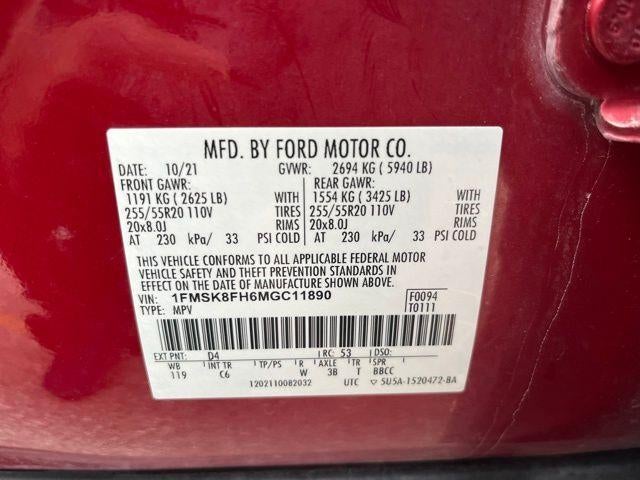 MFD. BY FORD MOTOR CO.
DATE: 10/21 GVWR: 2694 KG ( 5940 LB)
FRONT GAWR: REAR GAWR:
1191 KG ( 2625 LB) WITH 1554 KG ( 3425 LB) WITH
255/55R20 110V TIRES 255/55R20 110V TIRES
20x8.0J RIMS 20x8.0J RIMS
AT 230 kPa/ 33 PSI COLD AT 230 kPa/ 33 PSI COLD
THIS VEHICLE CONFORMS TO ALL APPLICABLE FEDERAL MOTOR
VEHICLE SAFETY AND THEFT PREVENTION STANDARDS IN
EFFECT ON THE DATE OF MANUFACTURE SHOWN ABOVE.
VIN: 1FMSK8FH6MGC11890 F0094
TYPE: MPV T0111
EXT PNT: D4 RC: 53 DSO:
WB INT TR TP/PS R AXLE TR SPR
119 C6 W 3B T BBCC
1202110082032 UTC ▽ 5U5A-1520472-BA